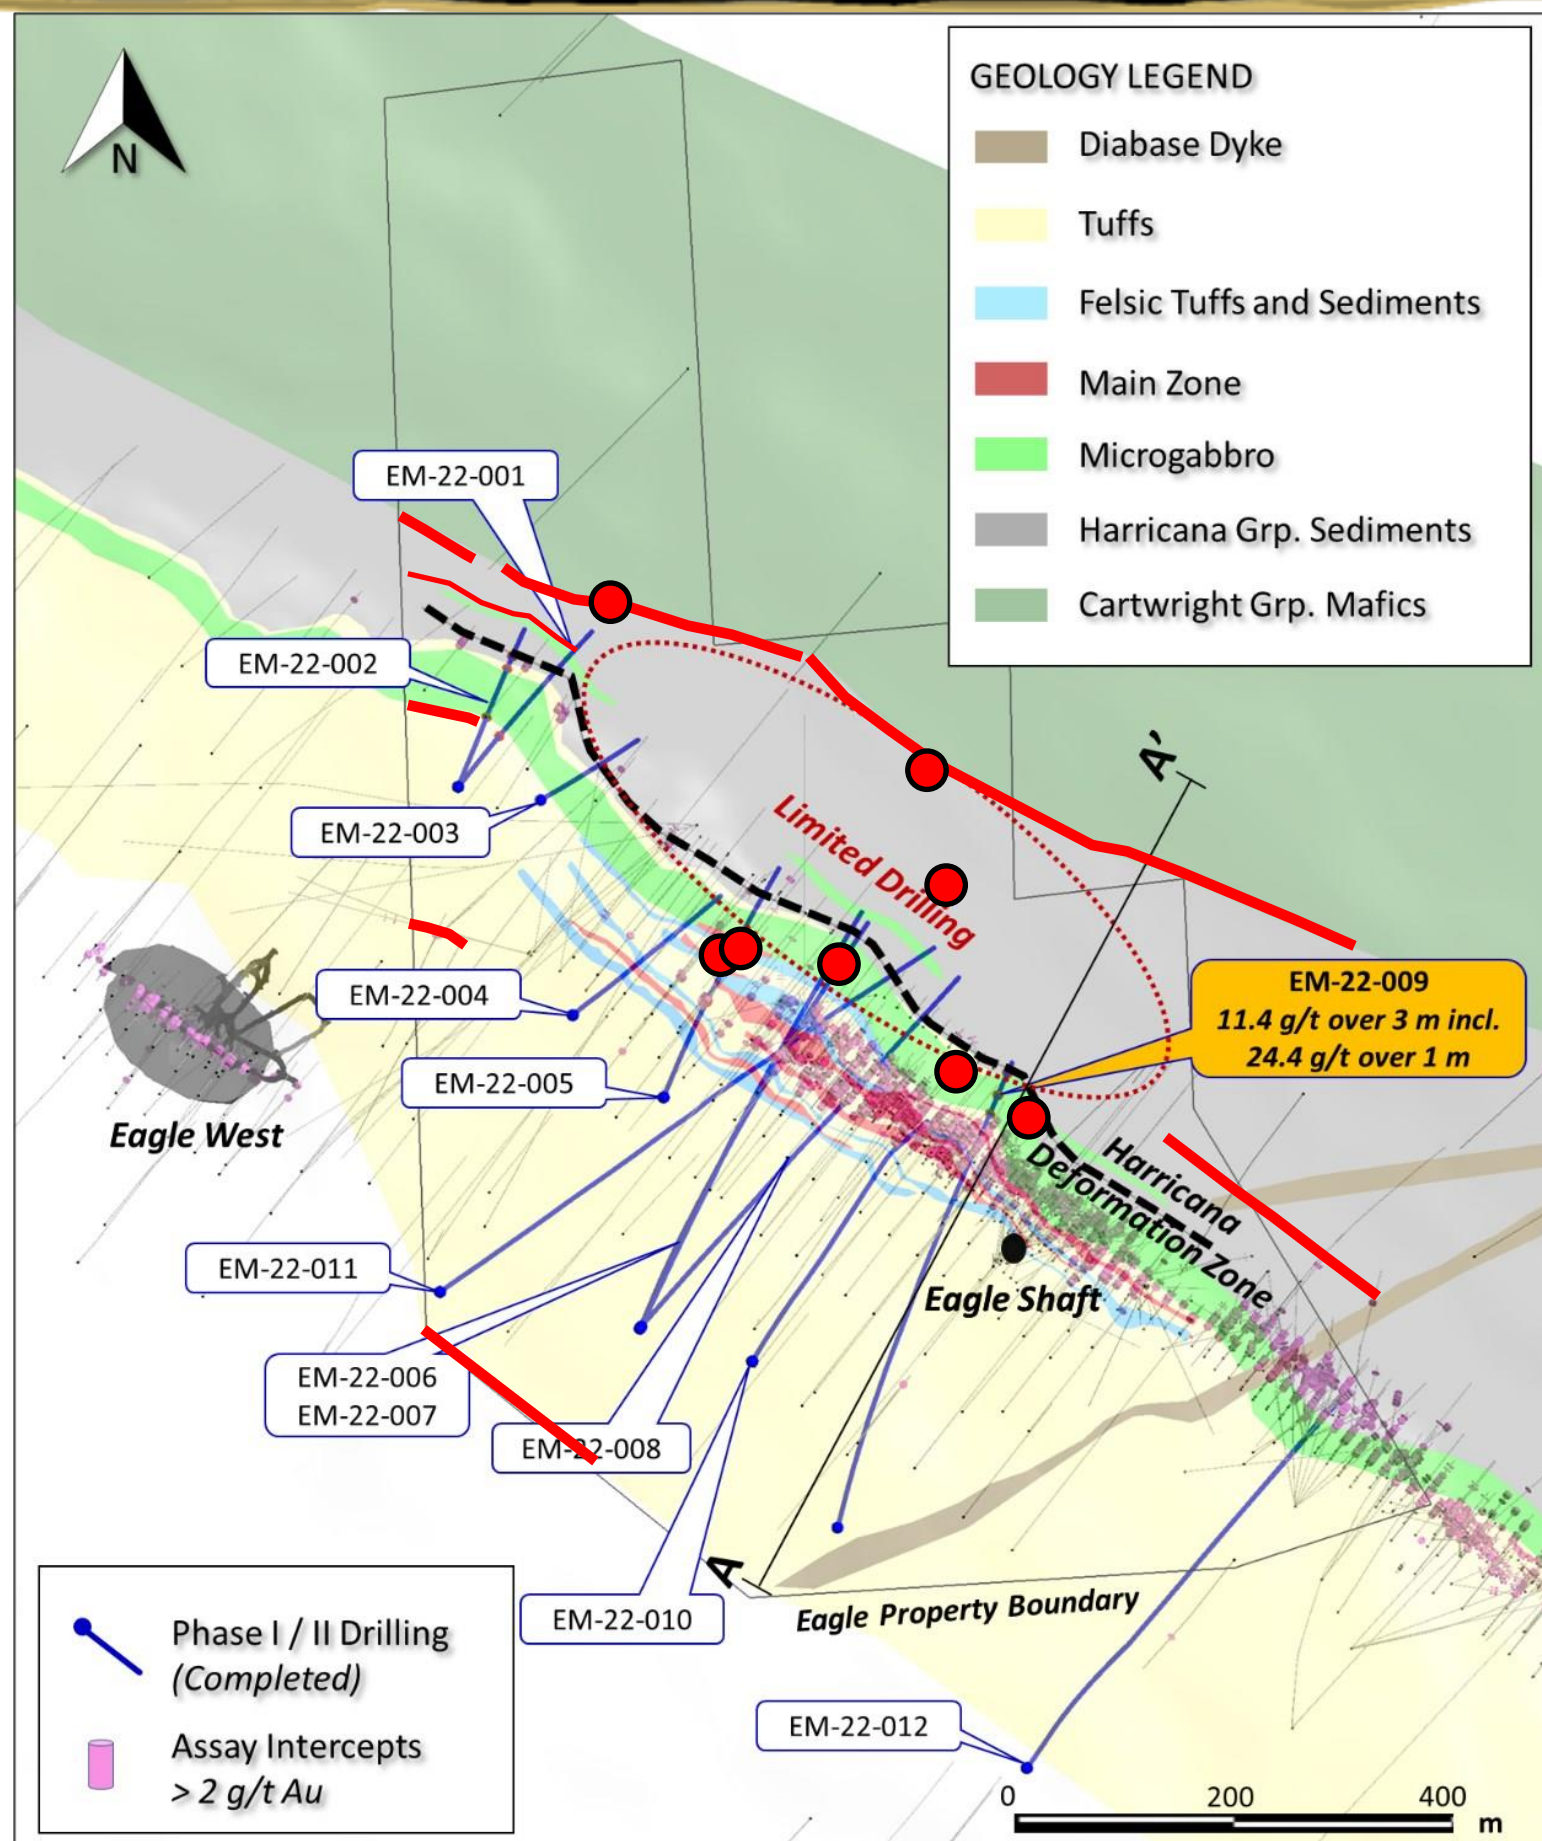 N
GEOLOGY LEGEND
Diabase Dyke
Tuffs
Felsic Tuffs and Sediments
Main Zone
Microgabbro
Harricana Grp. Sediments
Cartwright Grp. Mafics
EM-22-001
EM-22-002
EM-22-003
A'
Limited Drilling
EM-22-004
EM-22-009
11.4 g/t over 3 m incl.
24.4 g/t over 1 m
EM-22-005
Eagle West
Harricana
Deformation Zone
EM-22-011
Eagle Shaft
EM-22-006
EM-22-007
EM-22-008
A
EM-22-010
Eagle Property Boundary
Phase I / II Drilling
(Completed)
Assay Intercepts
> 2 g/t Au
EM-22-012
0 200 400
m